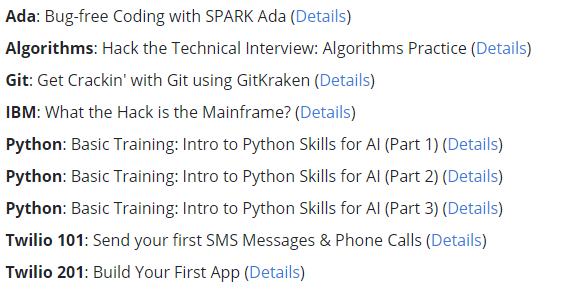 Ada: Bug-free Coding with SPARK Ada (Details)
Algorithms: Hack the Technical Interview: Algorithms Practice (Details)
Git: Get Crackin' with Git using GitKraken (Details)
IBM: What the Hack is the Mainframe? (Details)
Python: Basic Training: Intro to Python Skills for AI (Part 1) (Details)
Python: Basic Training: Intro to Python Skills for AI (Part 2) (Details)
Python: Basic Training: Intro to Python Skills for AI (Part 3) (Details)
Twilio 101: Send your first SMS Messages & Phone Calls (Details)
Twilio 201: Build Your First App (Details)